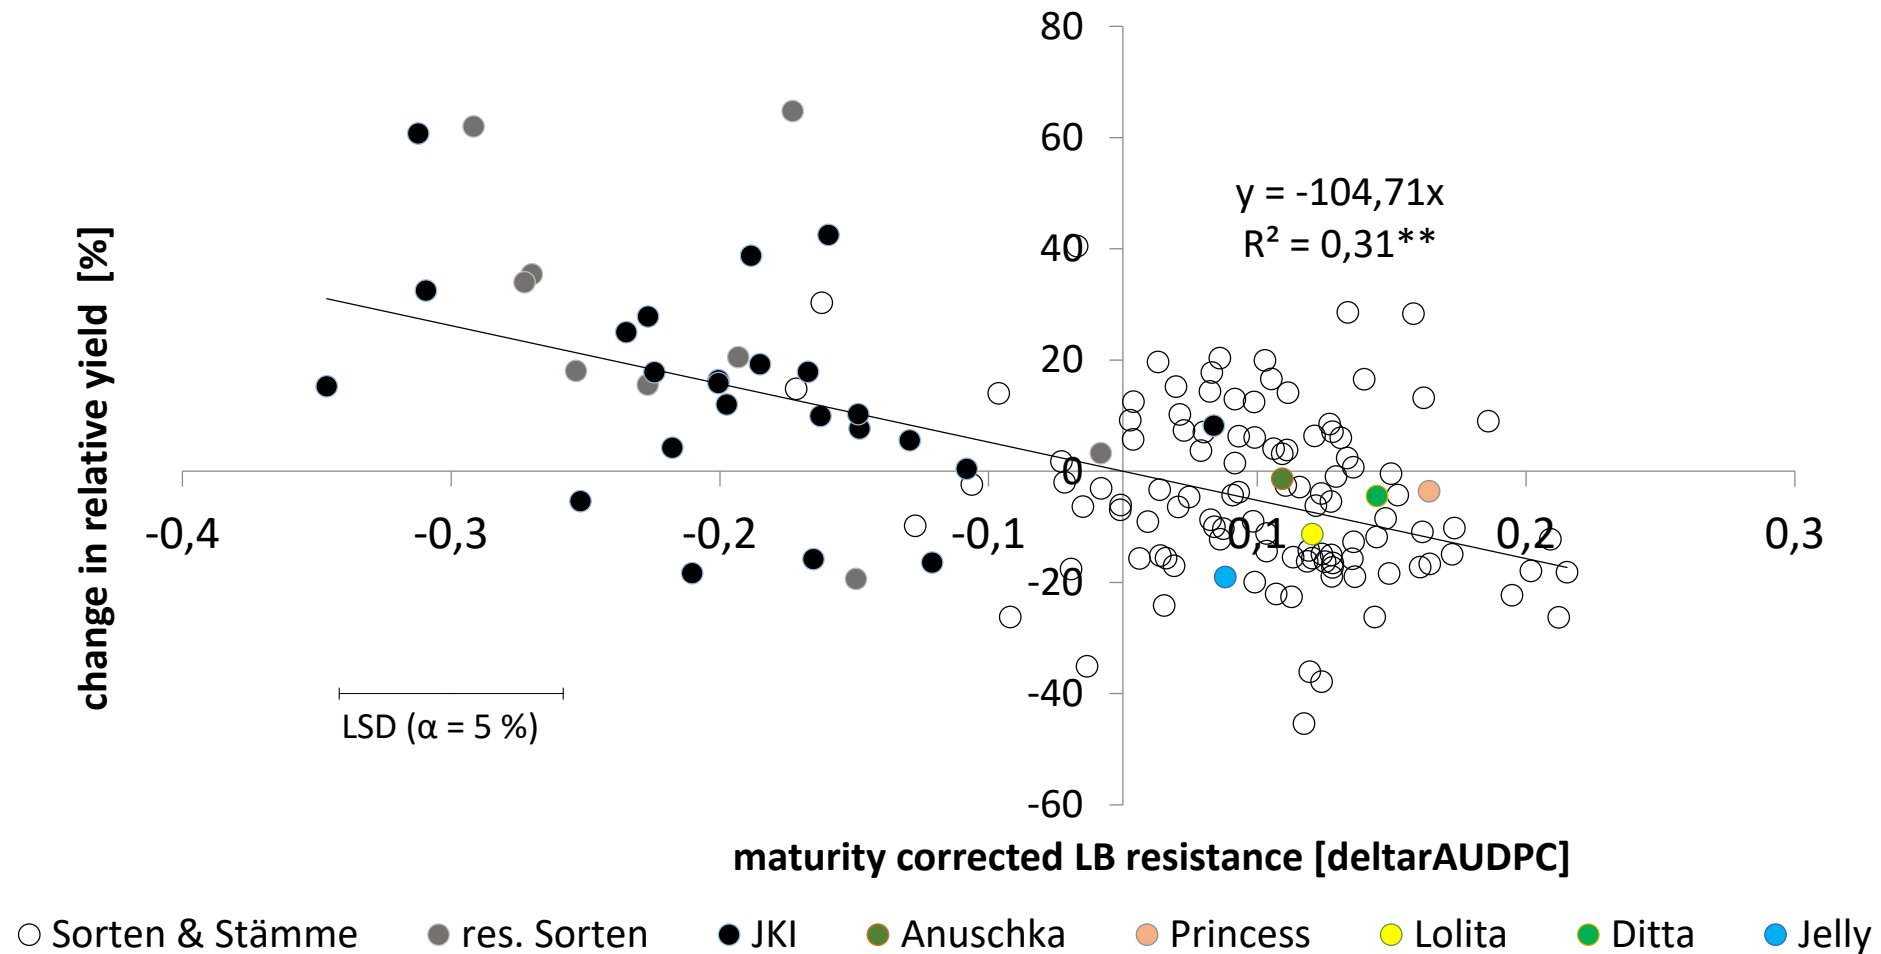 80
60
40
20
0
-20
-40
-60
y = -104,71x
R² = 0,31**
change in relative yield [%]
-0,4 -0,3 -0,2 -0,1 0,1 0,2 0,3
LSD (α = 5 %)
maturity corrected LB resistance [deltarAUDPC]
Sorten & Stämme res. Sorten JKI Anuschka Princess Lolita Ditta Jelly